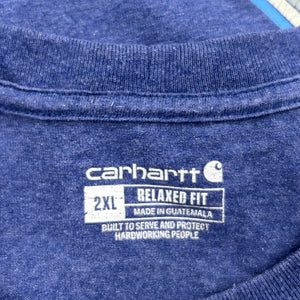 carhartt
2XL RELAXED FIT
MADE IN GUATEMALA
BUILT TO SERVE AND PROTECT
HARDWORKING PEOPLE